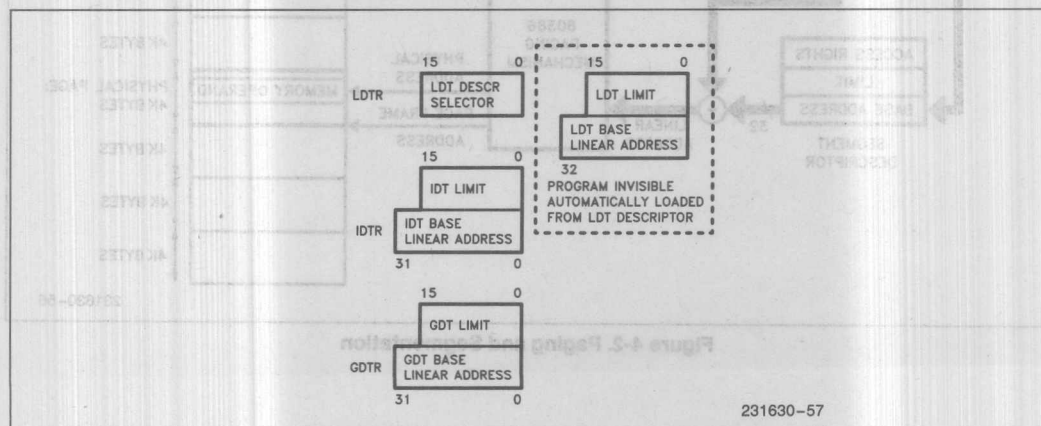 15 0
LDTR
LDT DESCR
SELECTOR
15 0
LDT LIMIT
LDT BASE
LINEAR ADDRESS
32
PROGRAM INVISIBLE
AUTOMATICALLY LOADED
FROM LDT DESCRIPTOR
15 0
IDT LIMIT
IDTR
IDT BASE
LINEAR ADDRESS
31 0
15 0
GDT LIMIT
GDTR
GDT BASE
LINEAR ADDRESS
31 0
231630-57